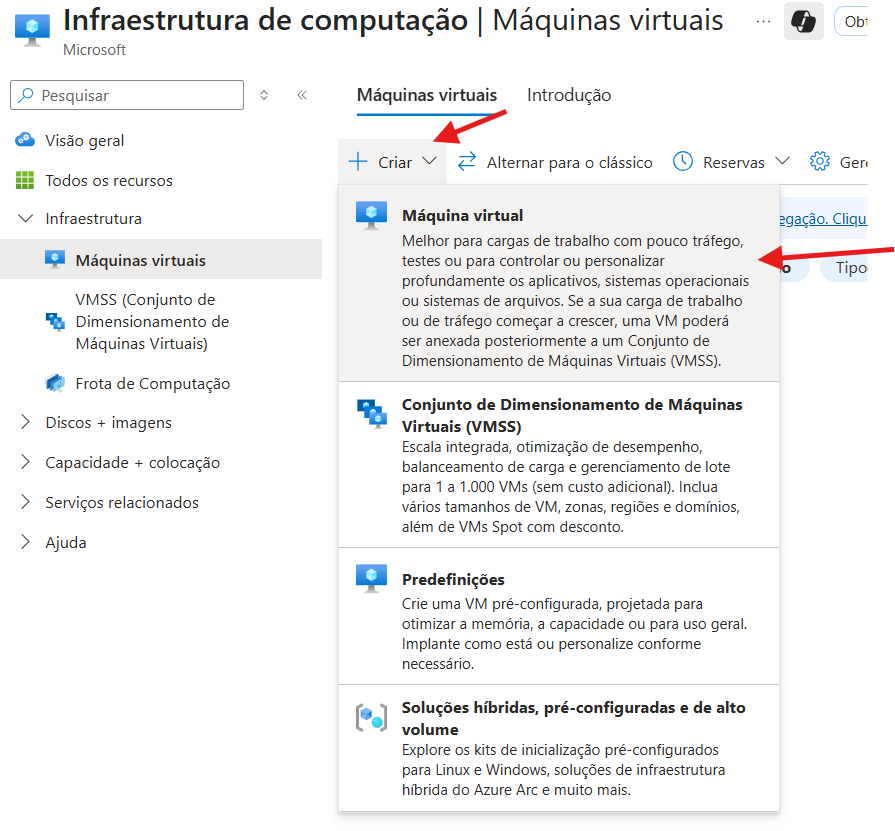 Infraestrutura de computação | Máquinas virtuais
Microsoft
Pesquisar
Visão geral
Todos os recursos
Infraestrutura
Máquinas virtuais
VMSS (Conjunto de
Dimensionamento de
Máquinas Virtuais)
Frota de Computação
Discos + imagens
Capacidade + colocação
Serviços relacionados
Ajuda
Máquinas virtuais Introdução
Criar Alternar para o clássico Reservas
Máquina virtual
Melhor para cargas de trabalho com pouco tráfego,
testes ou para controlar ou personalizar
profundamente os aplicativos, sistemas operacionais
ou sistemas de arquivos. Se a sua carga de trabalho
ou de tráfego começar a crescer, uma VM poderá
ser anexada posteriormente a um Conjunto de
Dimensionamento de Máquinas Virtuais (VMSS).
Conjunto de Dimensionamento de Máquinas
Virtuais (VMSS)
Escala integrada, otimização de desempenho,
balanceamento de carga e gerenciamento de lote
para 1 a 1.000 VMs (sem custo adicional). Inclua
vários tamanhos de VM, zonas, regiões e domínios,
além de VMs Spot com desconto.
Predefinições
Crie uma VM pré-configurada, projetada para
otimizar a memória, a capacidade ou para uso geral.
Implante como está ou personalize conforme
necessário.
Soluções híbridas, pré-configuradas e de alto
volume
Explore os kits de inicialização pré-configurados
para Linux e Windows, soluções de infraestrutura
híbrida do Azure Arc e muito mais.
Tipo